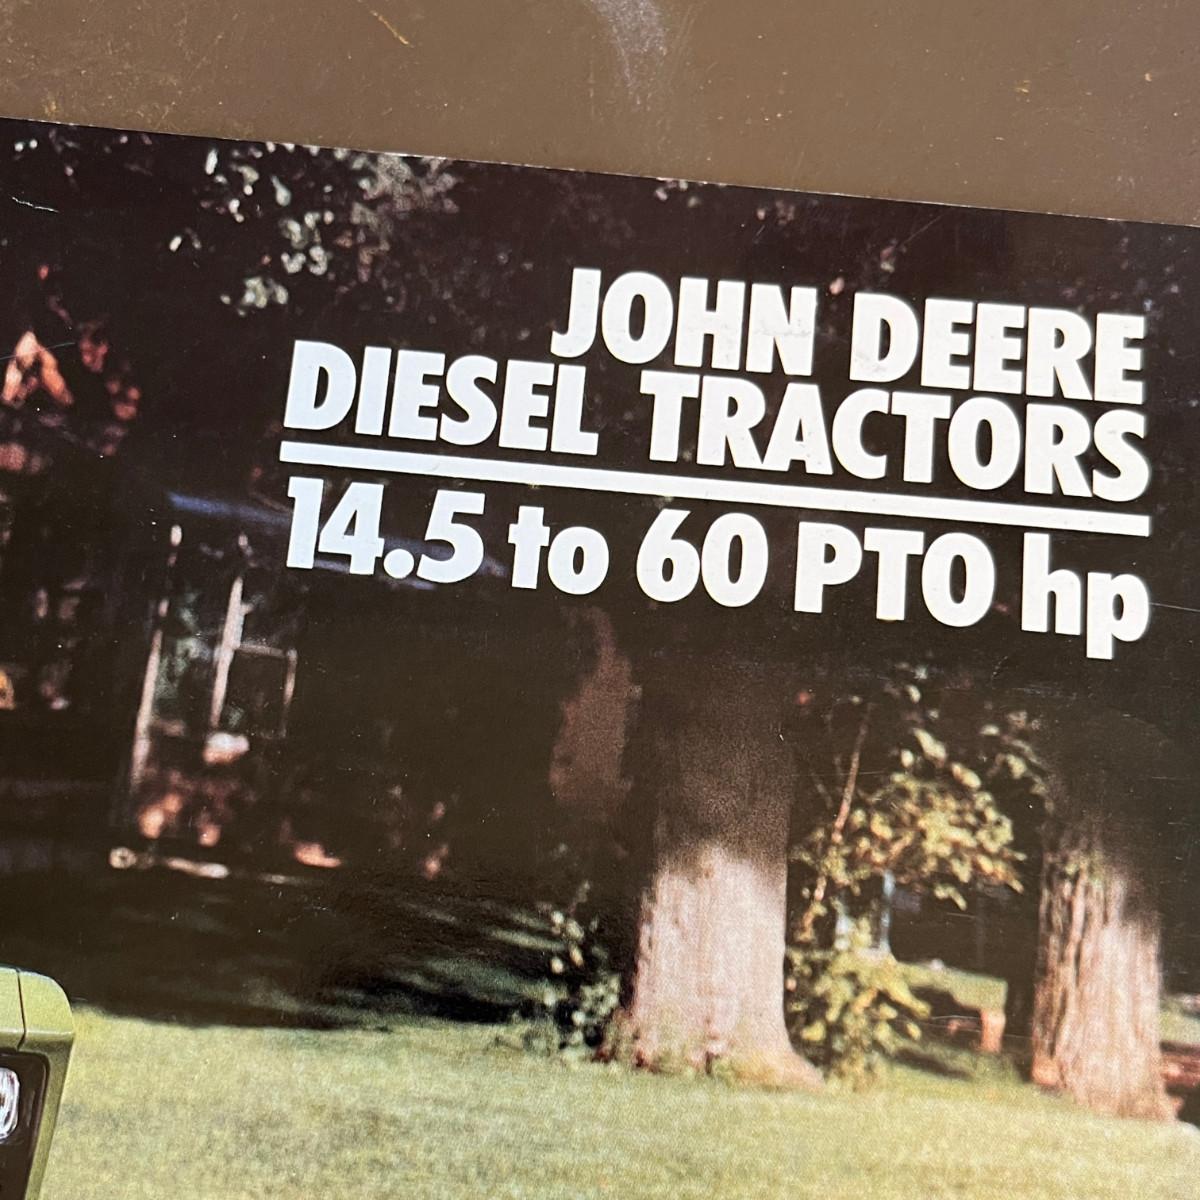 JOHN DEERE
DIESEL TRACTORS
14.5 to 60 PTO hp